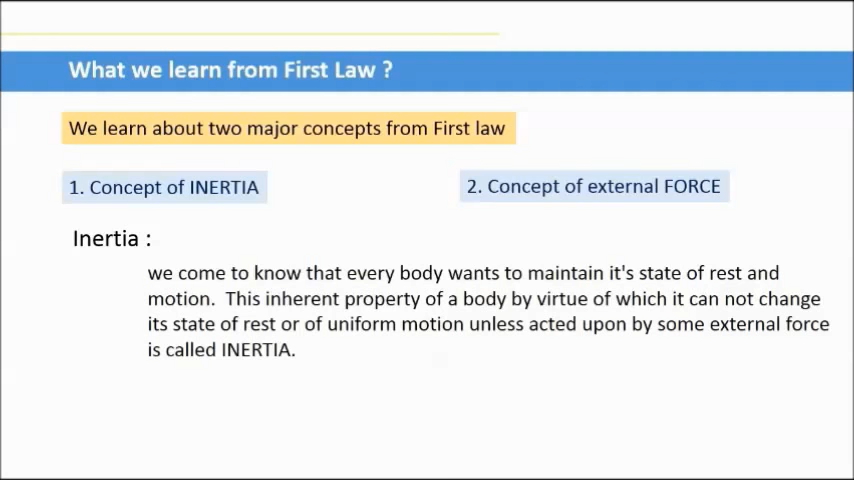 What we learn from First Law ?
We learn about two major concepts from First law
1. Concept of INERTIA
2. Concept of external FORCE
Inertia :
we come to know that every body wants to maintain it's state of rest and
motion.  This inherent property of a body by virtue of which it can not change
its state of rest or of uniform motion unless acted upon by some external force
is called INERTIA.